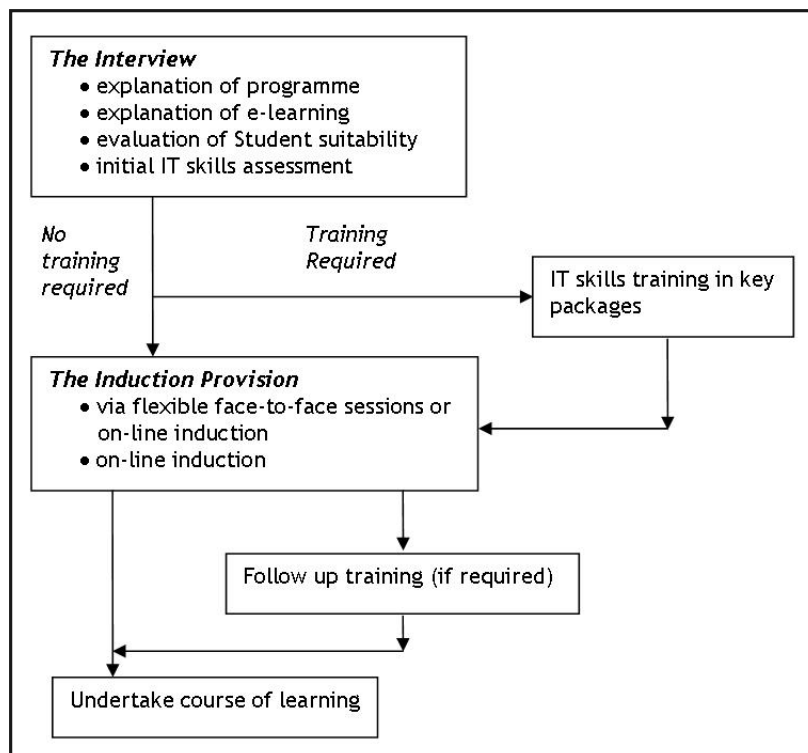 The Interview
• explanation of programme
• explanation of e-learning
• evaluation of Student suitability
• initial IT skills assessment
No
training
required
Training
Required
IT skills training in key
packages
The Induction Provision
• via flexible face-to-face sessions or
on-line induction
• on-line induction
Follow up training (if required)
Undertake course of learning